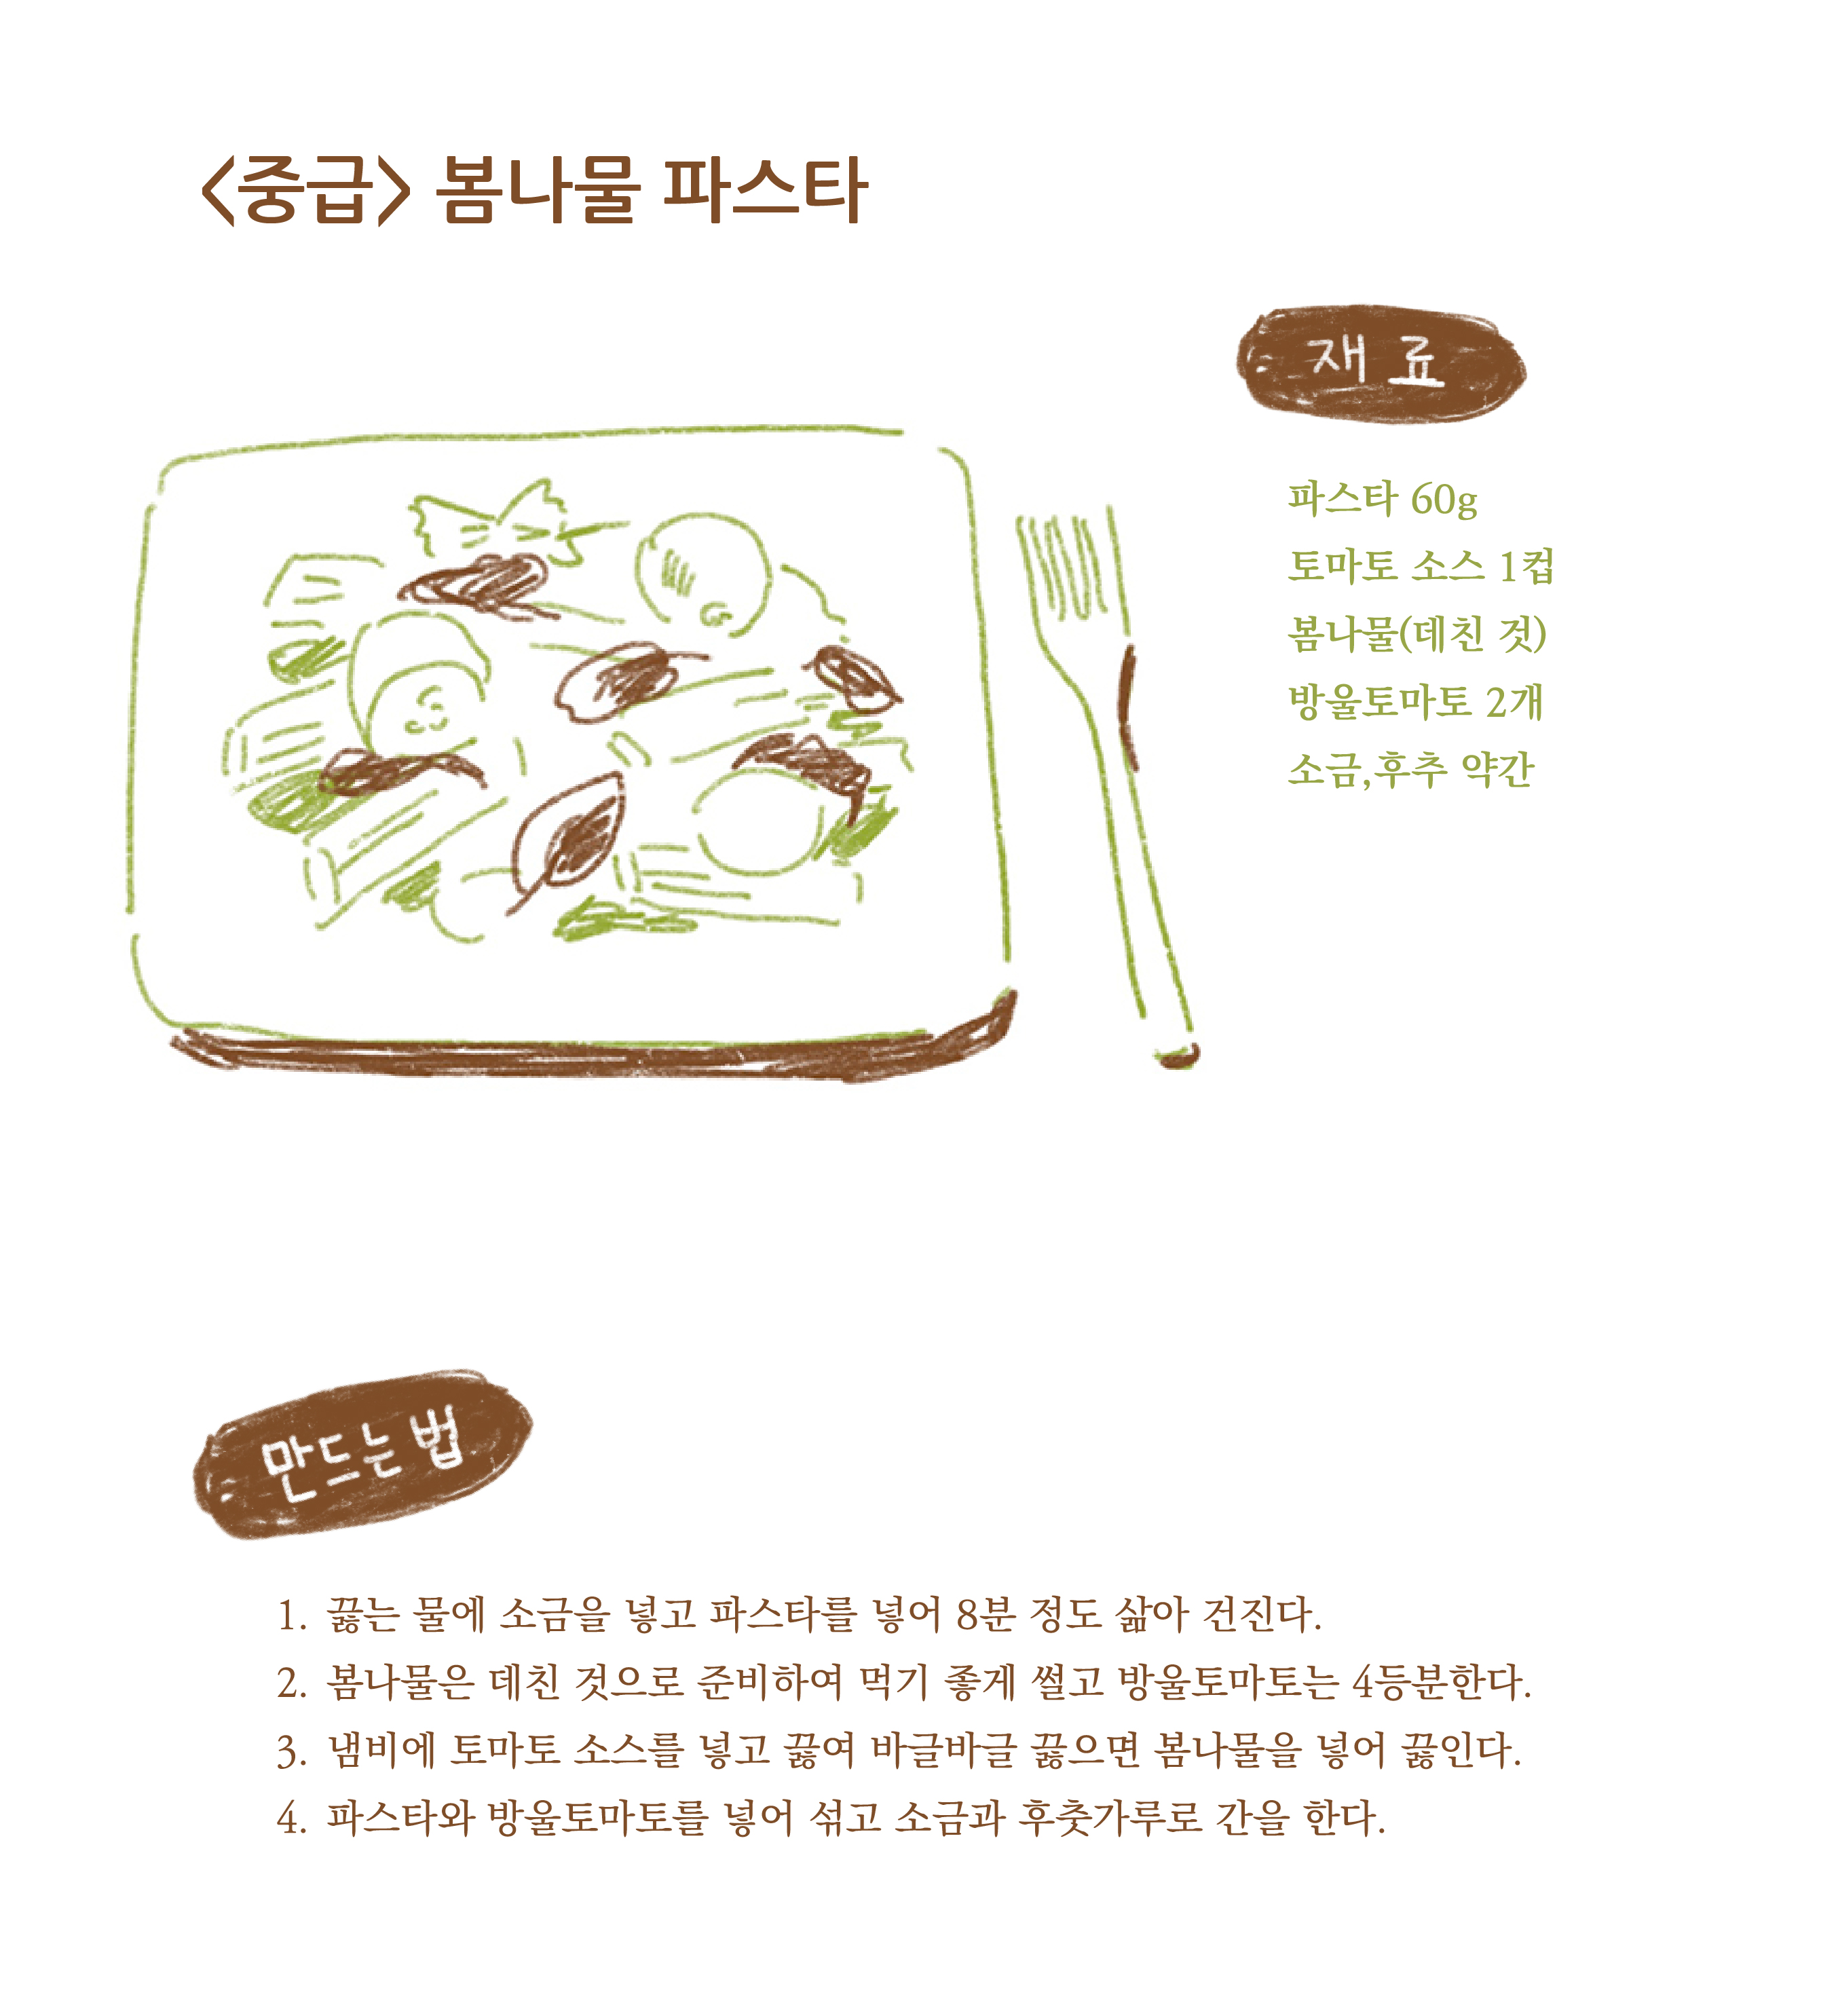 <중급> 봄나물 파스타
재료
파스타 60g
토마토 소스 1컵
봄나물(데친 것)
방울토마토 2개
소금,후추 약간
만드는 법
1. 끓는 물에 소금을 넣고 파스타를 넣어 8분 정도 삶아 건진다.
2. 봄나물은 데친 것으로 준비하여 먹기 좋게 썰고 방울토마토는 4등분한다.
3. 냄비에 토마토 소스를 넣고 끓여 바글바글 끓으면 봄나물을 넣어 끓인다.
4. 파스타와 방울토마토를 넣어 섞고 소금과 후춧가루로 간을 한다.